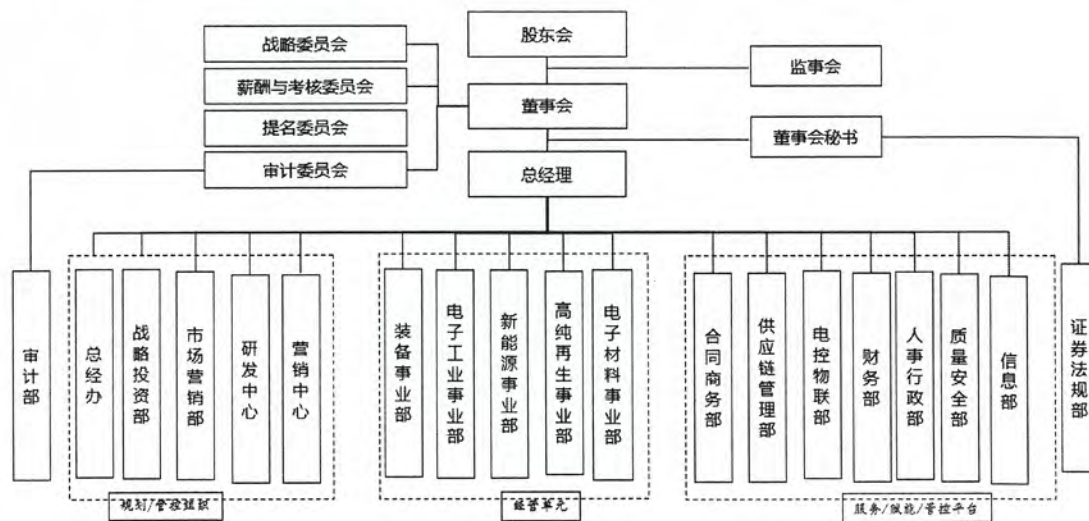 股东会
战略委员会
监事会
薪酬与考核委员会
董事会
提名委员会
董事会秘书
审计委员会
总经理
审计部
总经办
战略投资部
市场营销部
研发中心
营销中心
装备事业部
电子工业事业部
新能源事业部
高纯再生事业部
电子材料事业部
合同商务部
供应链管理部
电控物联部
财务部
人事行政部
质量安全部
信息部
证券法规部
规划/管控组织
经营单元
服务/赋能/管控平台